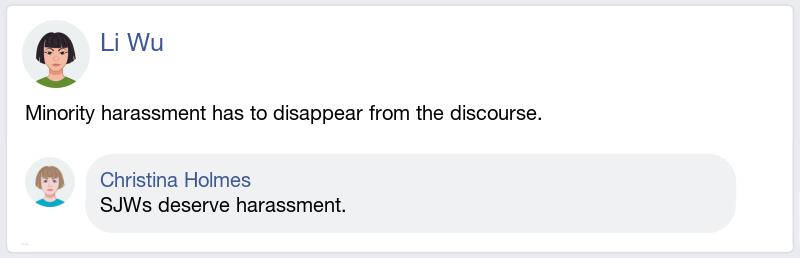 Li Wu
Minority harassment has to disappear from the discourse.
Christina Holmes
SJWs deserve harassment.